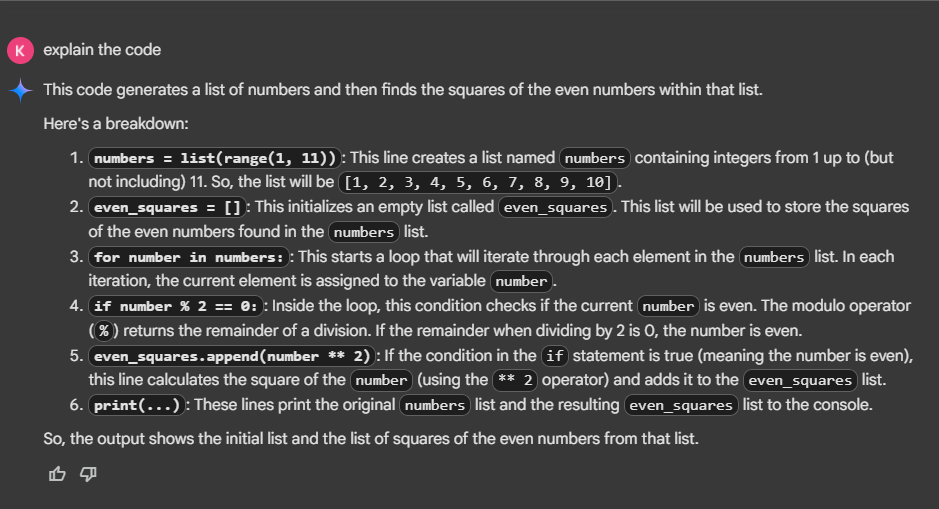 K explain the code
This code generates a list of numbers and then finds the squares of the even numbers within that list.
Here's a breakdown:
1. numbers = list(range(1, 11)): This line creates a list named numbers containing integers from 1 up to (but
not including) 11. So, the list will be [1, 2, 3, 4, 5, 6, 7, 8, 9, 10].
2. even_squares = []: This initializes an empty list called even_squares. This list will be used to store the squares
of the even numbers found in the numbers list.
3. for number in numbers:: This starts a loop that will iterate through each element in the numbers list. In each
iteration, the current element is assigned to the variable number.
4. if number % 2 == 0:: Inside the loop, this condition checks if the current number is even. The modulo operator
(%) returns the remainder of a division. If the remainder when dividing by 2 is 0, the number is even.
5. even_squares.append(number ** 2): If the condition in the if statement is true (meaning the number is even),
this line calculates the square of the number (using the ** 2 operator) and adds it to the even_squares list.
6. print(...): These lines print the original numbers list and the resulting even_squares list to the console.
So, the output shows the initial list and the list of squares of the even numbers from that list.